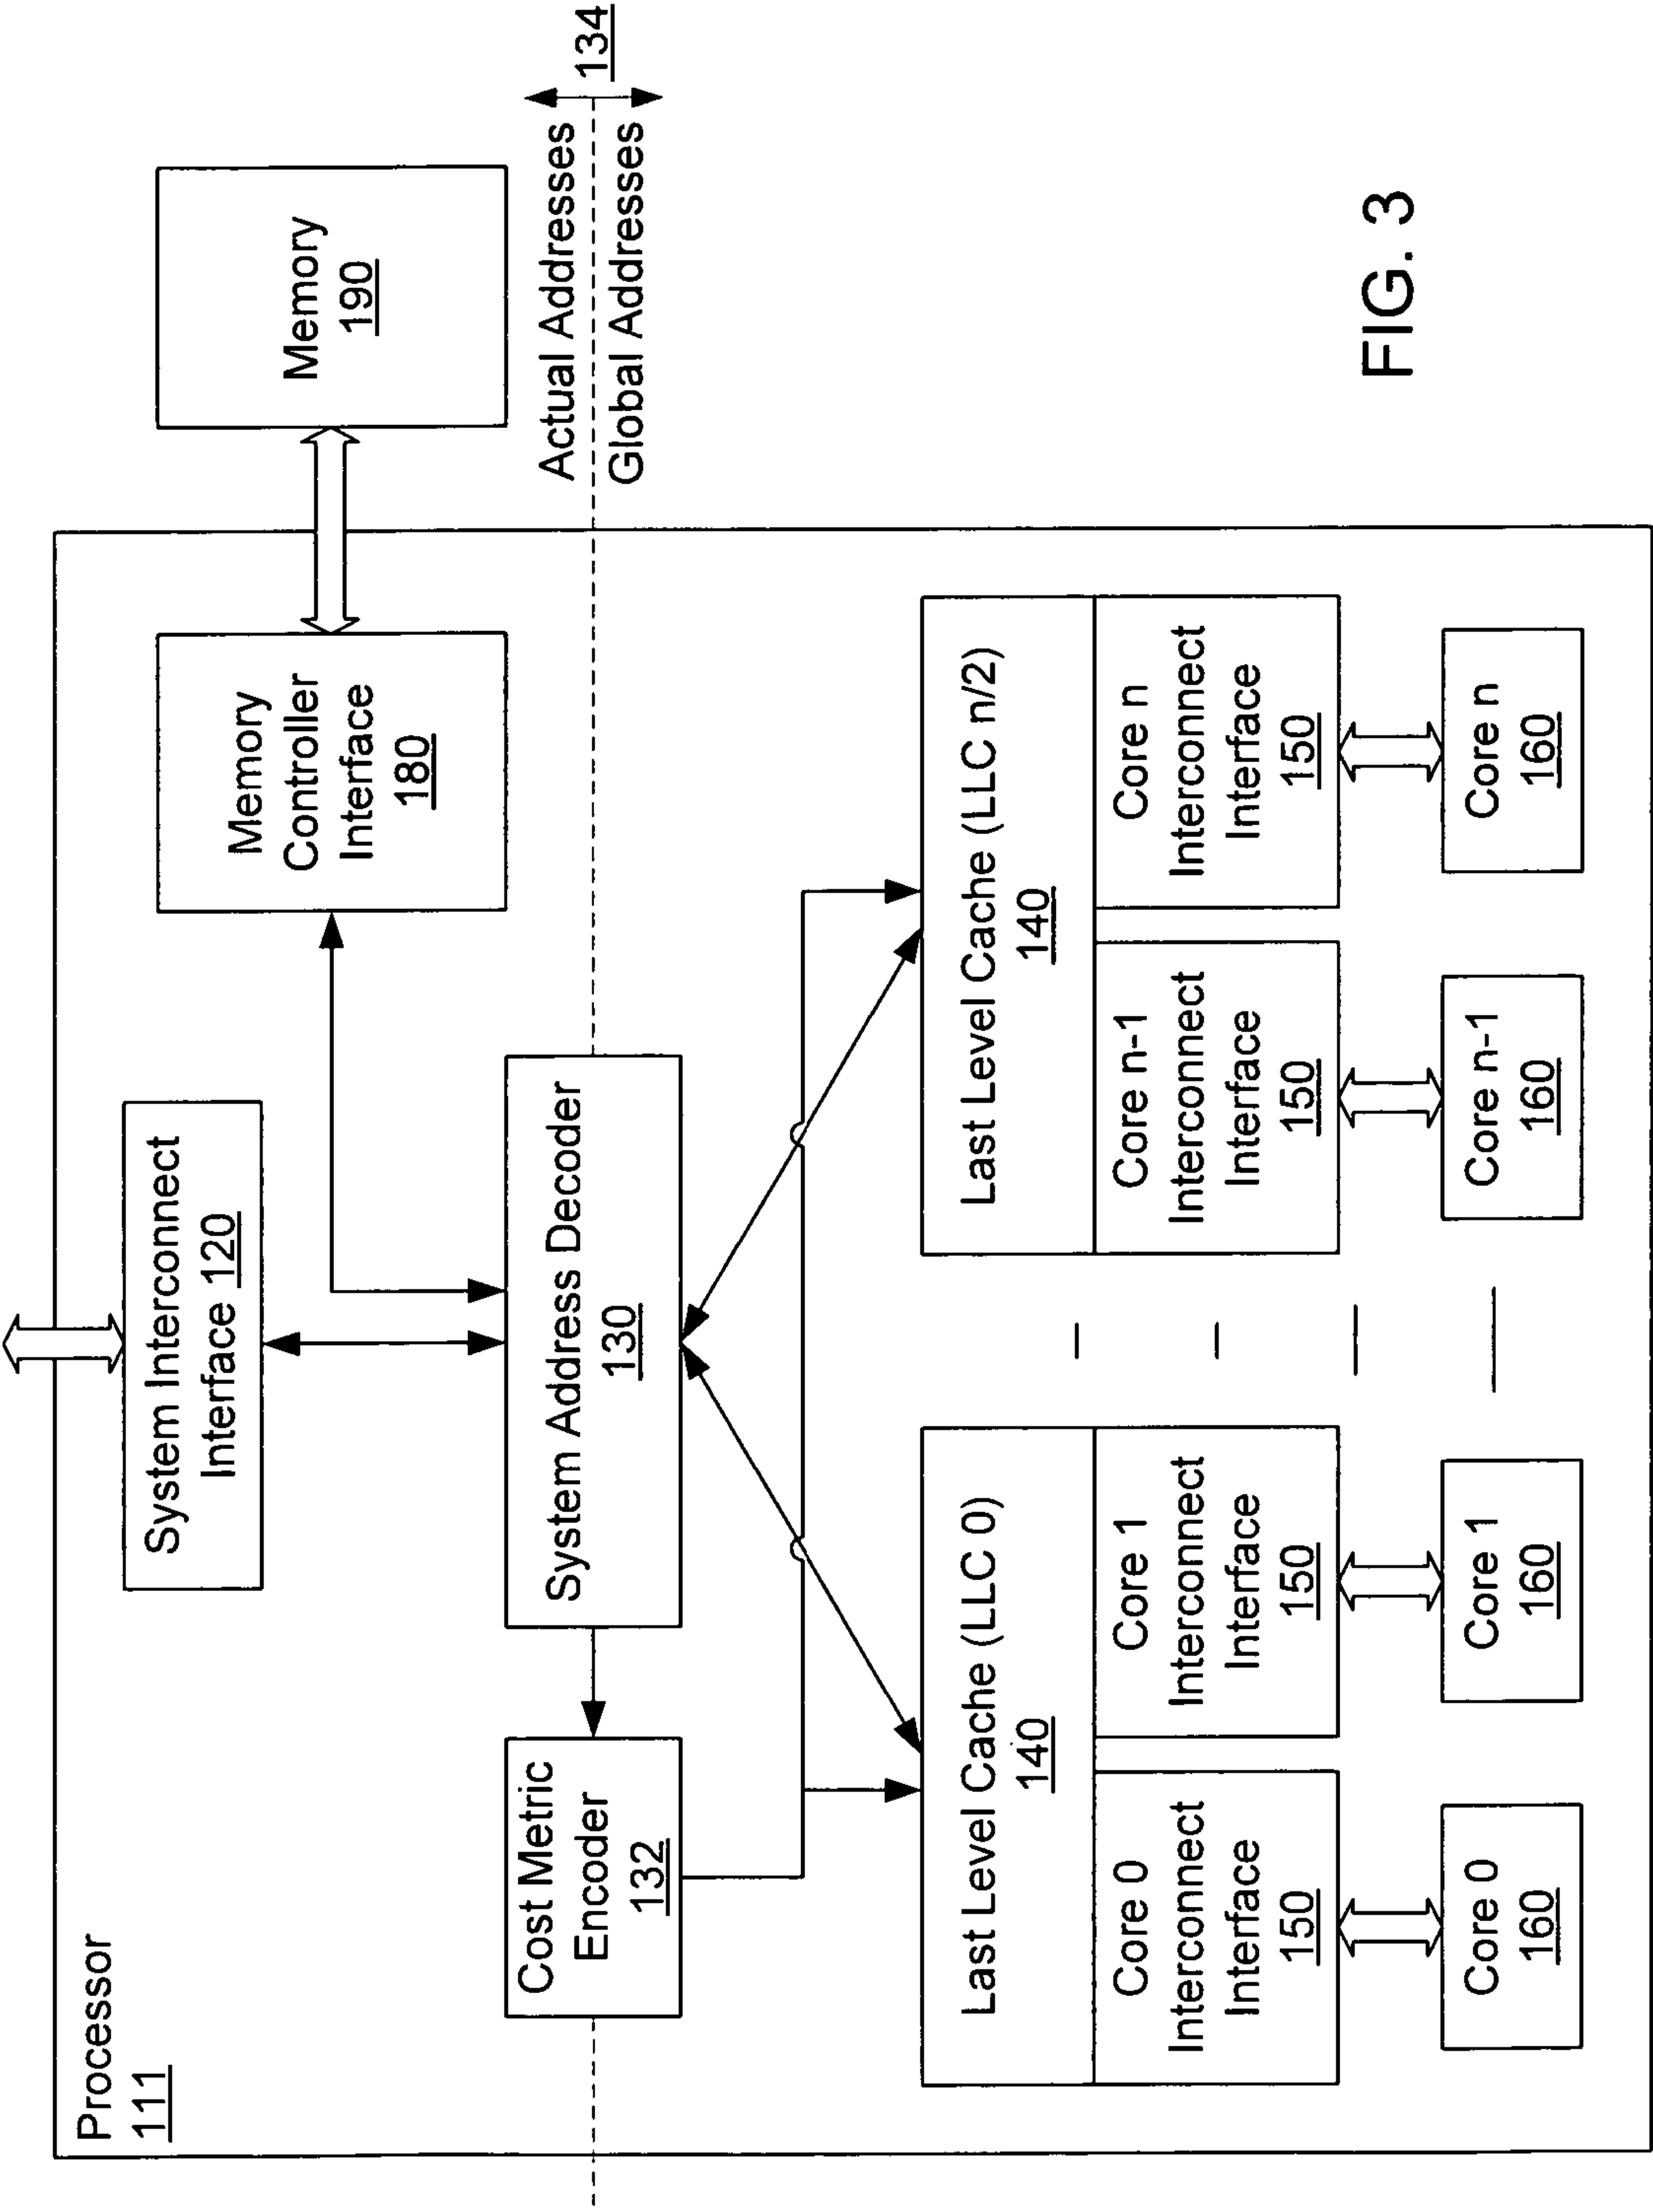 Processor
111
System Interconnect
Interface 120
Memory
Controller
Interface
180
Memory
190
Actual Addresses
Global Addresses
134
Cost Metric
Encoder
132
System Address Decoder
130
Last Level Cache (LLC 0)
140
Core 0
Interconnect
Interface
150
Core 1
Interconnect
Interface
150
Core 0
160
Core 1
160
Last Level Cache (LLC n/2)
140
Core n-1
Interconnect
Interface
150
Core n
Interconnect
Interface
150
Core n-1
160
Core n
160
FIG. 3